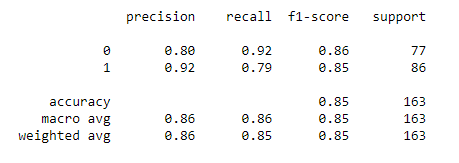 precision recall f1-score support
0 0.80 0.92 0.86 77
1 0.92 0.79 0.85 86
accuracy 0.85 163
macro avg 0.86 0.86 0.85 163
weighted avg 0.86 0.85 0.85 163